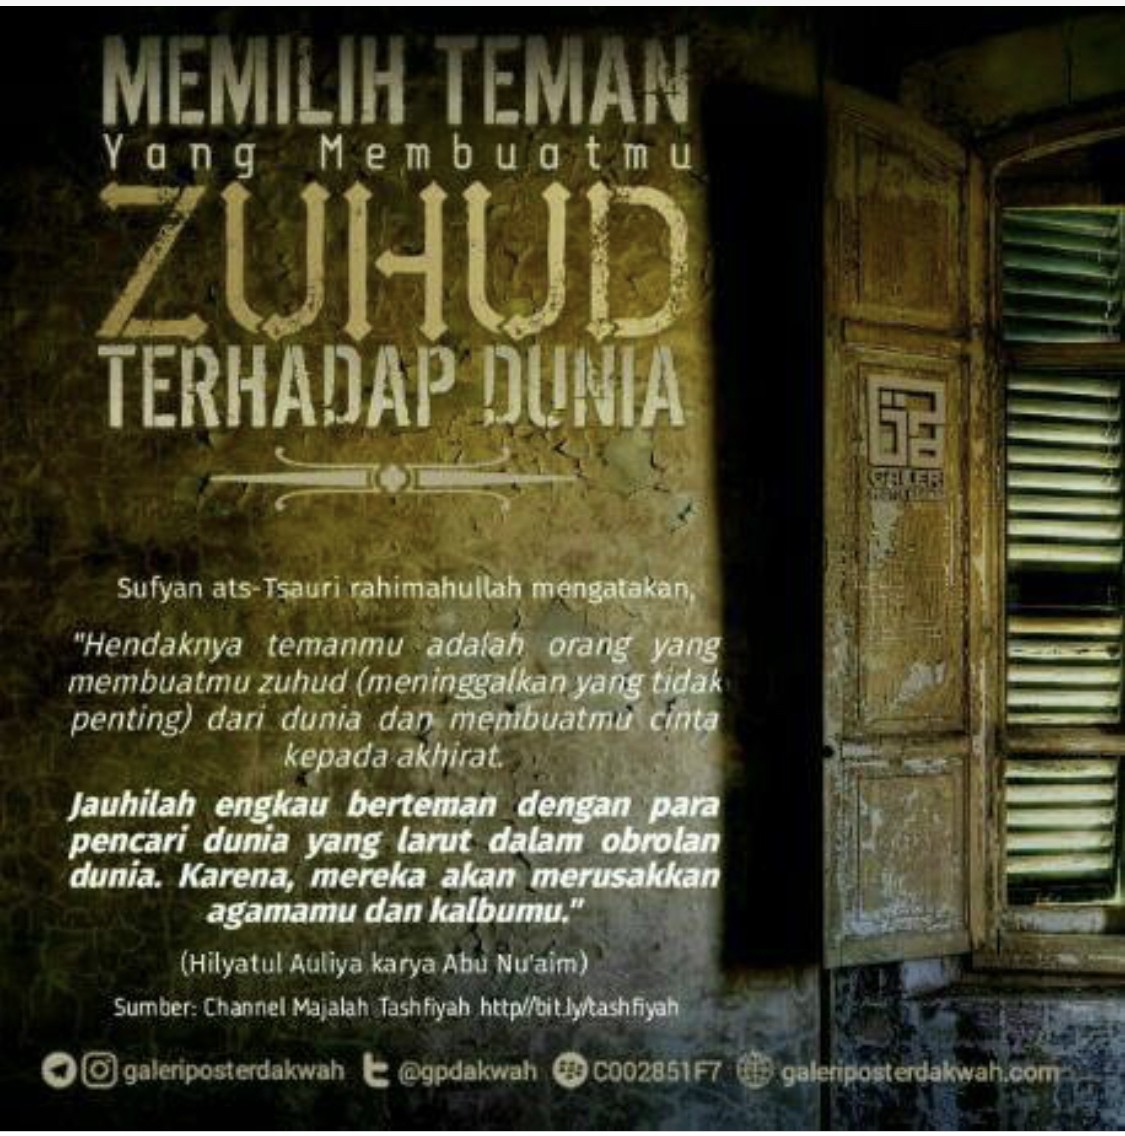 MEMILIH TEMAN
Yang Membuatmu
ZUHUD
TERHADAP DUNIA
Sufyan ats-Tsauri rahimahullah mengatakan,
"Hendaknya temanmu adalah orang yang
membuatmu zuhud (meninggalkan yang tidak
penting) dari dunia dan membuatmu cinta
kepada akhirat.
Jauhilah engkau berteman dengan para
pencari dunia yang larut dalam obrolan
dunia. Karena, mereka akan merusakkan
agamamu dan kalbumu."
(Hilyatul Auliya karya Abu Nu'aim)
Sumber: Channel Majalah Tashfiyah http//bit.ly/tashfiyah
galeriposterdakwah @gpdakwah C002851F7 galeriposterdakwah.com